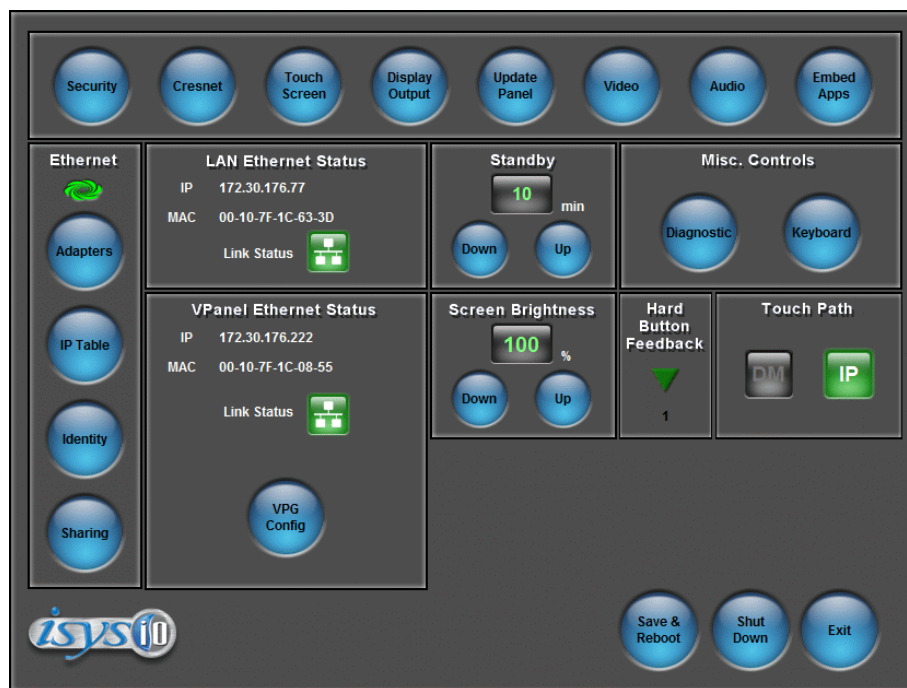 Security
Cresnet
Touch
Screen
Display
Output
Update
Panel
Video
Audio
Embed
Apps
Ethernet
Adapters
IP Table
Identity
Sharing
LAN Ethernet Status
IP 172.30.176.77
MAC 00-10-7F-1C-63-3D
Link Status
Standby
10 min
Down
Up
Misc. Controls
Diagnostic
Keyboard
VPanel Ethernet Status
IP 172.30.176.222
MAC 00-10-7F-1C-08-55
Link Status
VPG
Config
Screen Brightness
100 %
Down
Up
Hard
Button
Feedback
1
Touch Path
DM
IP
isys i/O
Save &
Reboot
Shut
Down
Exit